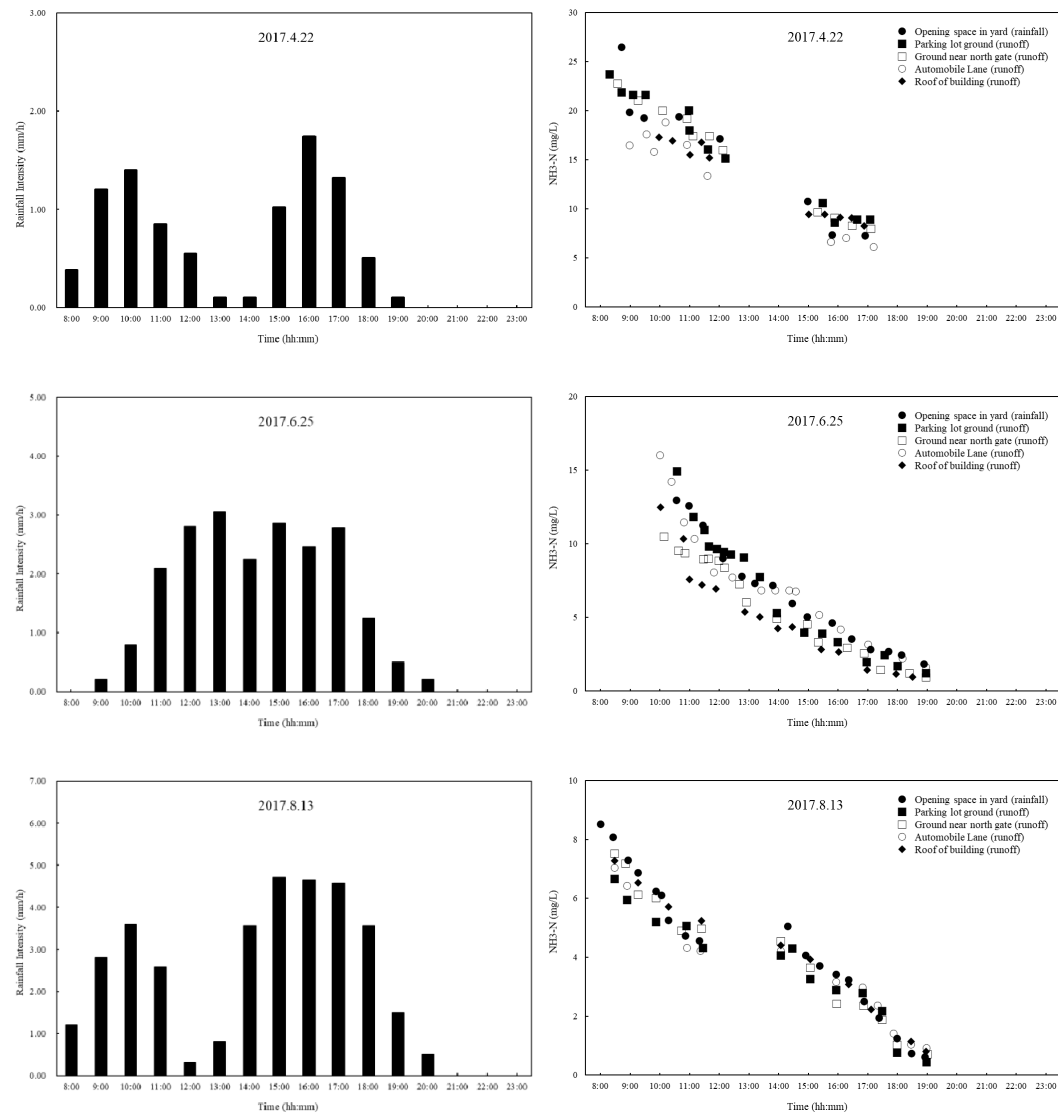 3.00
2.00
1.00
0.00
Rainfall Intensity (mm/h)
2017.4.22
8:00 9:00 10:00 11:00 12:00 13:00 14:00 15:00 16:00 17:00 18:00 19:00 20:00 21:00 22:00 23:00
Time (hh:mm)
30
25
20
15
10
5
0
NH3-N (mg/L)
2017.4.22
Opening space in yard (rainfall)
Parking lot ground (runoff)
Ground near north gate (runoff)
Automobile Lane (runoff)
Roof of building (runoff)
8:00 9:00 10:00 11:00 12:00 13:00 14:00 15:00 16:00 17:00 18:00 19:00 20:00 21:00 22:00 23:00
Time (hh:mm)
5.00
4.00
3.00
2.00
1.00
0.00
Rainfall Intensity (mm/h)
2017.6.25
8:00 9:00 10:00 11:00 12:00 13:00 14:00 15:00 16:00 17:00 18:00 19:00 20:00 21:00 22:00 23:00
Time (hh:mm)
20
15
10
5
0
NH3-N (mg/L)
2017.6.25
Opening space in yard (rainfall)
Parking lot ground (runoff)
Ground near north gate (runoff)
Automobile Lane (runoff)
Roof of building (runoff)
8:00 9:00 10:00 11:00 12:00 13:00 14:00 15:00 16:00 17:00 18:00 19:00 20:00 21:00 22:00 23:00
Time (hh:mm)
7.00
6.00
5.00
4.00
3.00
2.00
1.00
0.00
Rainfall Intensity (mm/h)
2017.8.13
8:00 9:00 10:00 11:00 12:00 13:00 14:00 15:00 16:00 17:00 18:00 19:00 20:00 21:00 22:00 23:00
Time (hh:mm)
10
8
6
4
2
0
NH3-N (mg/L)
2017.8.13
Opening space in yard (rainfall)
Parking lot ground (runoff)
Ground near north gate (runoff)
Automobile Lane (runoff)
Roof of building (runoff)
8:00 9:00 10:00 11:00 12:00 13:00 14:00 15:00 16:00 17:00 18:00 19:00 20:00 21:00 22:00 23:00
Time (hh:mm)